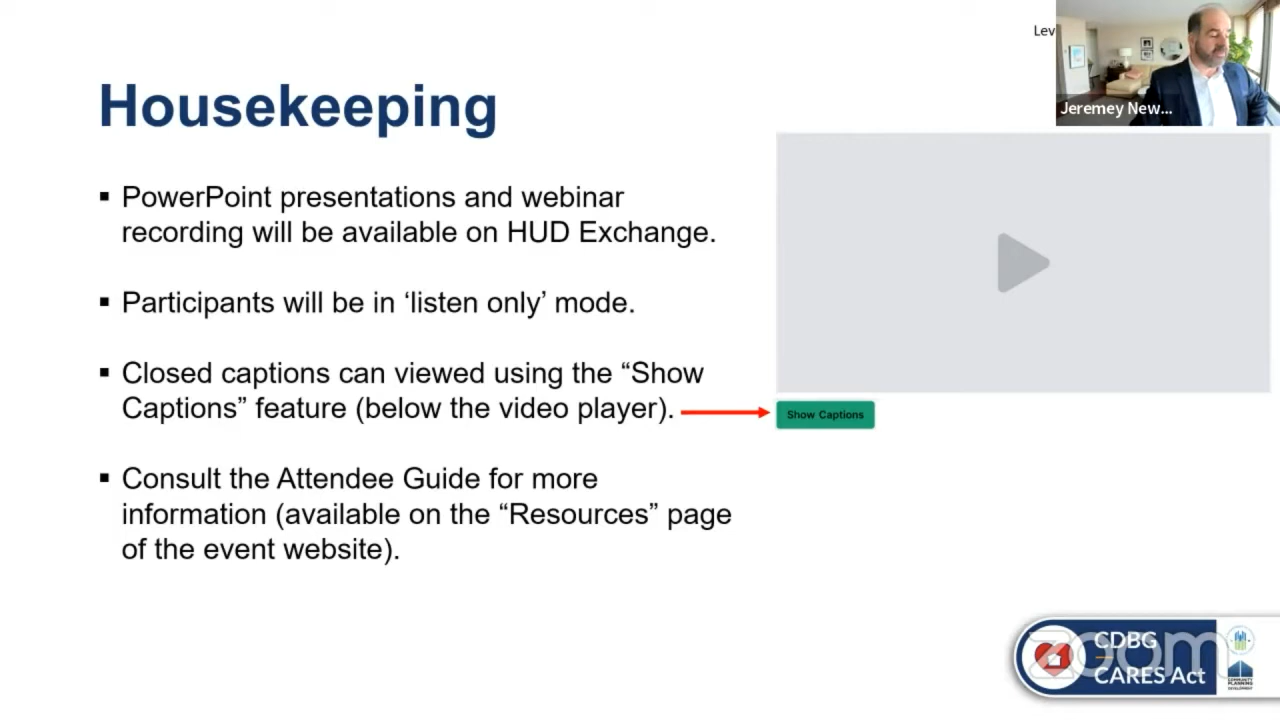 Lev
Jeremey New...
Housekeeping
▪ PowerPoint presentations and webinar
recording will be available on HUD Exchange.
▪ Participants will be in ‘listen only’ mode.
▪ Closed captions can viewed using the “Show
Captions” feature (below the video player).
Show Captions
▪ Consult the Attendee Guide for more
information (available on the “Resources” page
of the event website).
CDBG
CARES Act
zoom
COMMUNITY
PLANNING
DEVELOPMENT